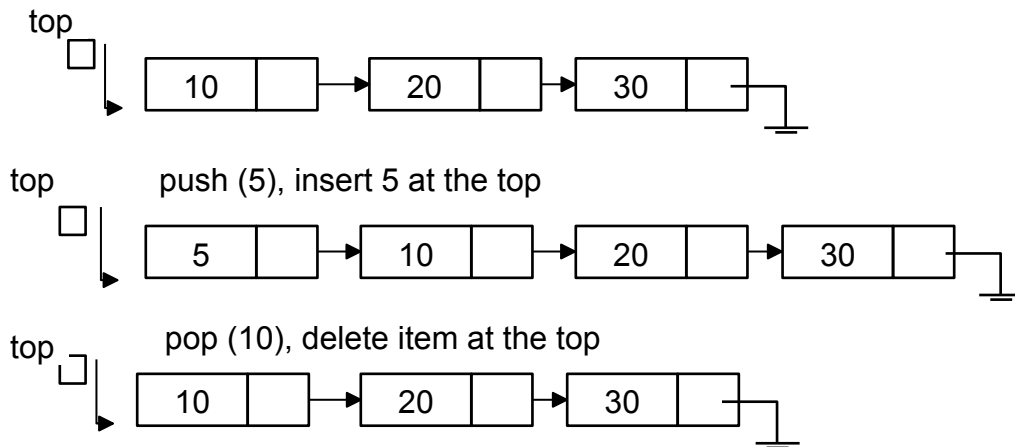 top
10 20 30
top push (5), insert 5 at the top
5 10 20 30
top pop (10), delete item at the top
10 20 30